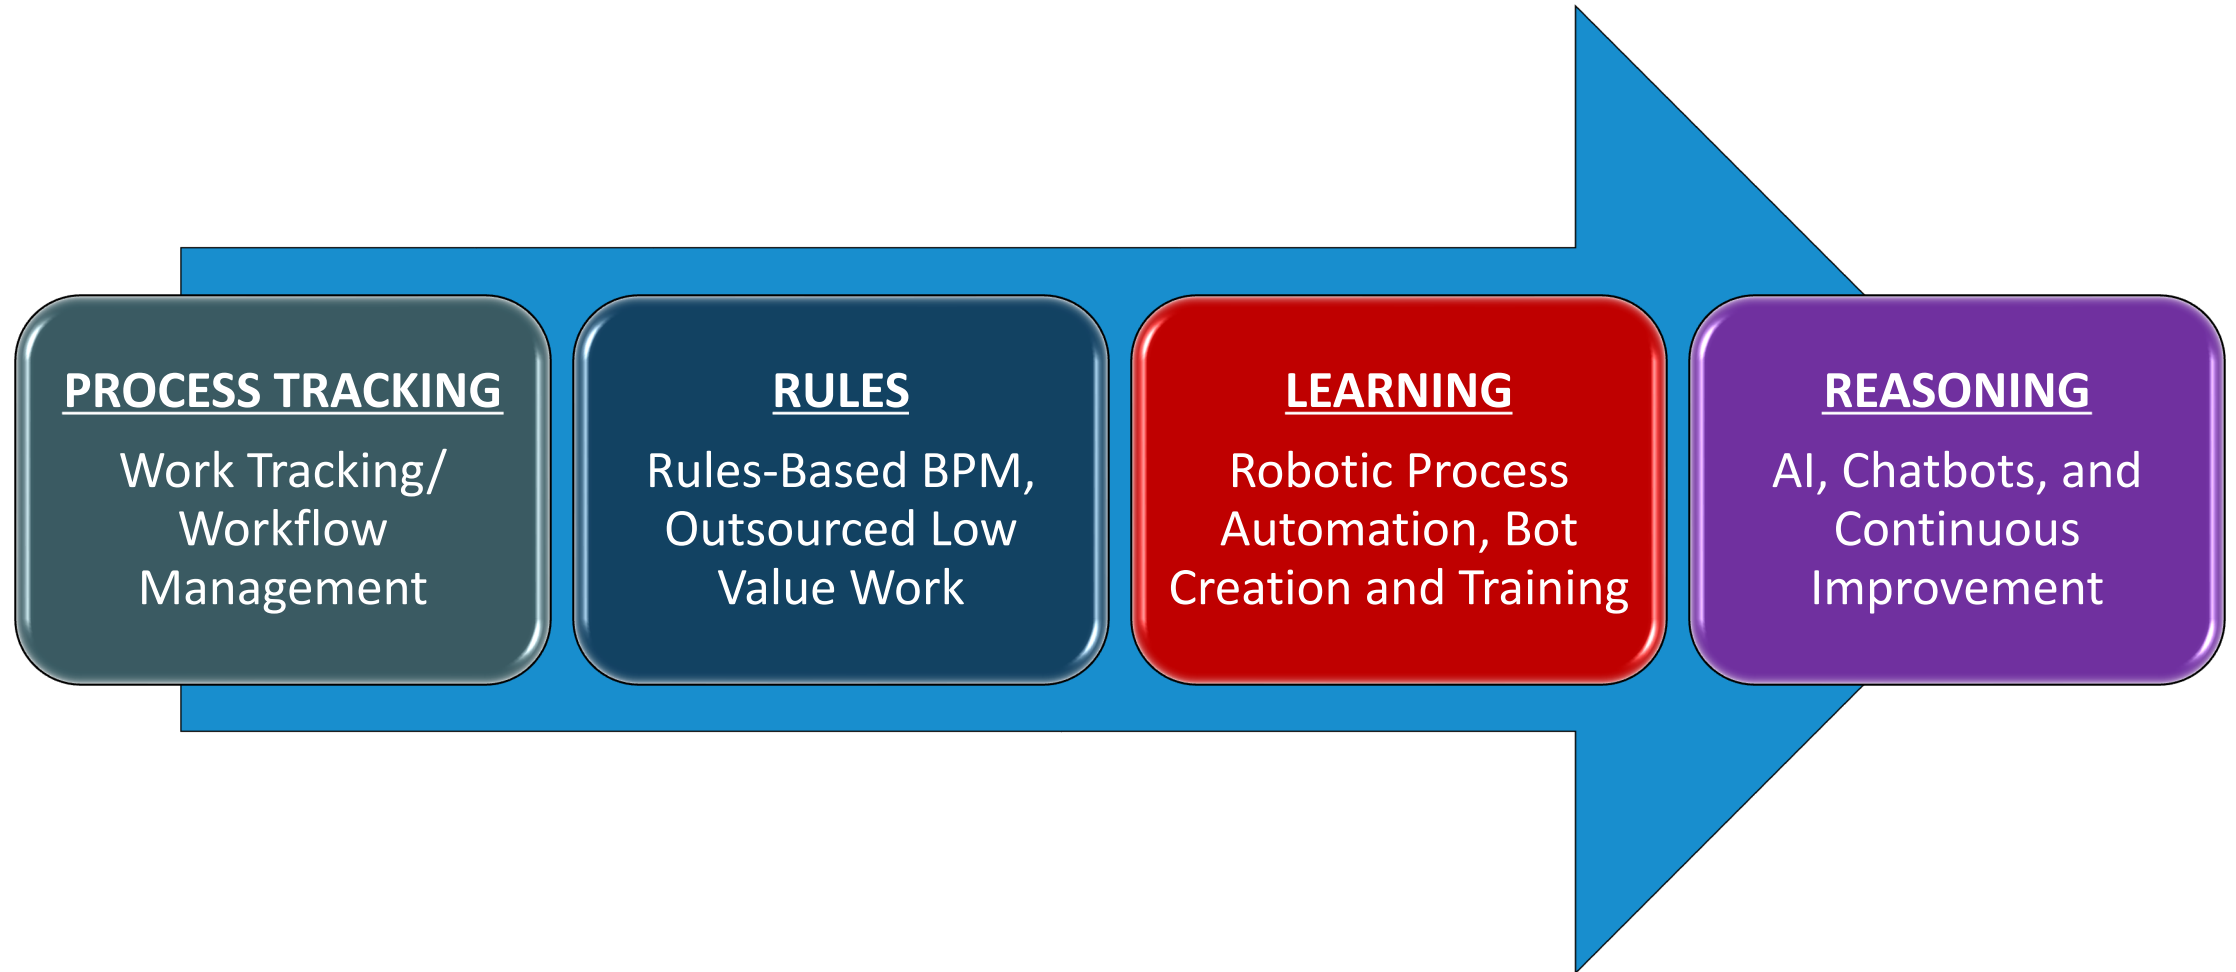 PROCESS TRACKING
Work Tracking/
Workflow
Management
RULES
Rules-Based BPM,
Outsourced Low
Value Work
LEARNING
Robotic Process
Automation, Bot
Creation and Training
REASONING
AI, Chatbots, and
Continuous
Improvement